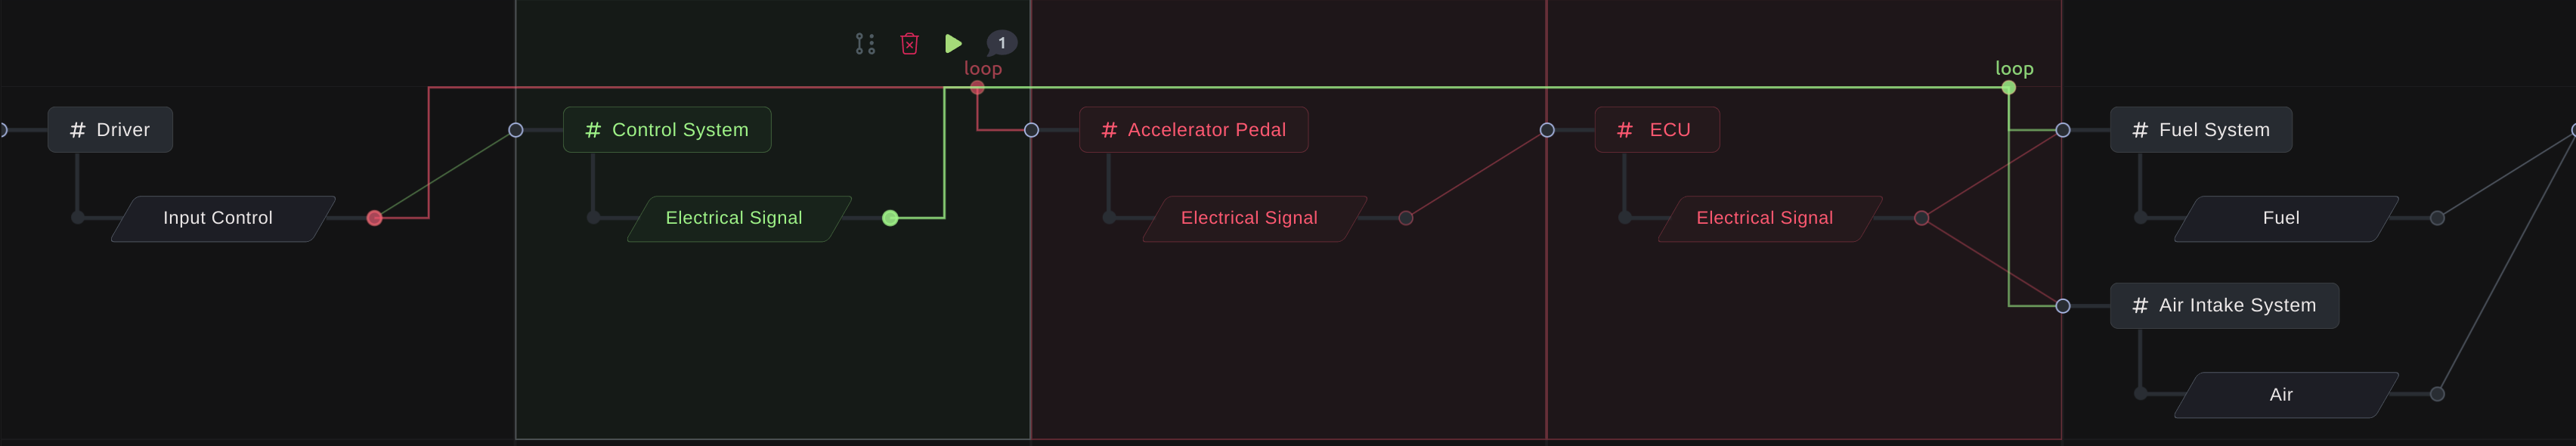 1
loop
loop
# Driver
# Control System
# Accelerator Pedal
# ECU
# Fuel System
Input Control
Electrical Signal
Electrical Signal
Electrical Signal
Fuel
# Air Intake System
Air